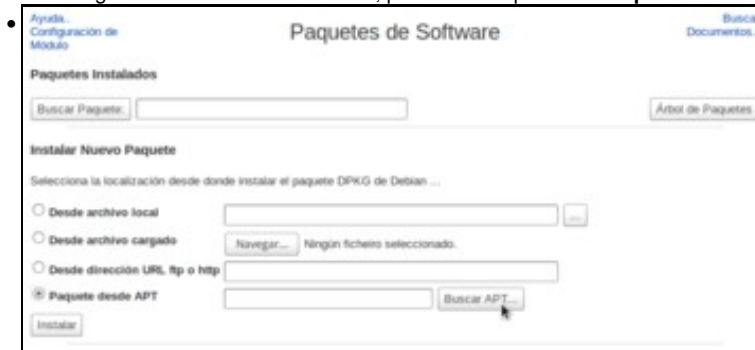 Ayuda..
Configuración de
Módulo
Paquetes de Software
Busca
Documentos.
Paquetes Instalados
Buscar Paquete:
Árbol de Paquetes
Instalar Nuevo Paquete
Selecciona la localización desde donde instalar el paquete DPKG de Debian ...
Desde archivo local
...
Desde archivo cargado
Navegar... Ningún ficheiro seleccionado.
Desde dirección URL ftp o http
Paquete desde APT
Buscar APT...
Instalar